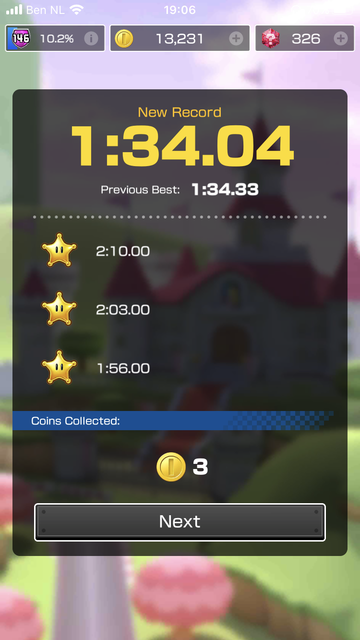 Ben NL 19:06
146 10.2% i 13,231 + 326 +
New Record
1:34.04
Previous Best: 1:34.33
2:10.00
2:03.00
1:56.00
Coins Collected:
3
Next